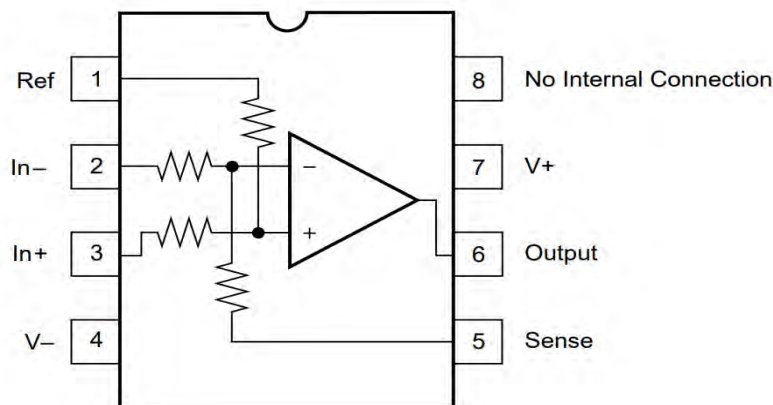 Ref 1
8 No Internal Connection
In– 2
–
7 V+
In+ 3
+
6 Output
V– 4
5 Sense